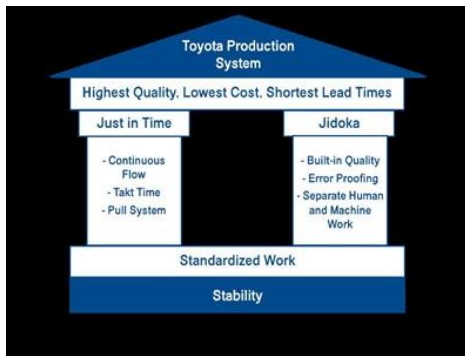 Toyota Production
System
Highest Quality, Lowest Cost, Shortest Lead Times
Just in Time
Jidoka
- Continuous
Flow
- Takt Time
- Pull System
- Built-in Quality
- Error Proofing
- Separate Human
and Machine
Work
Standardized Work
Stability